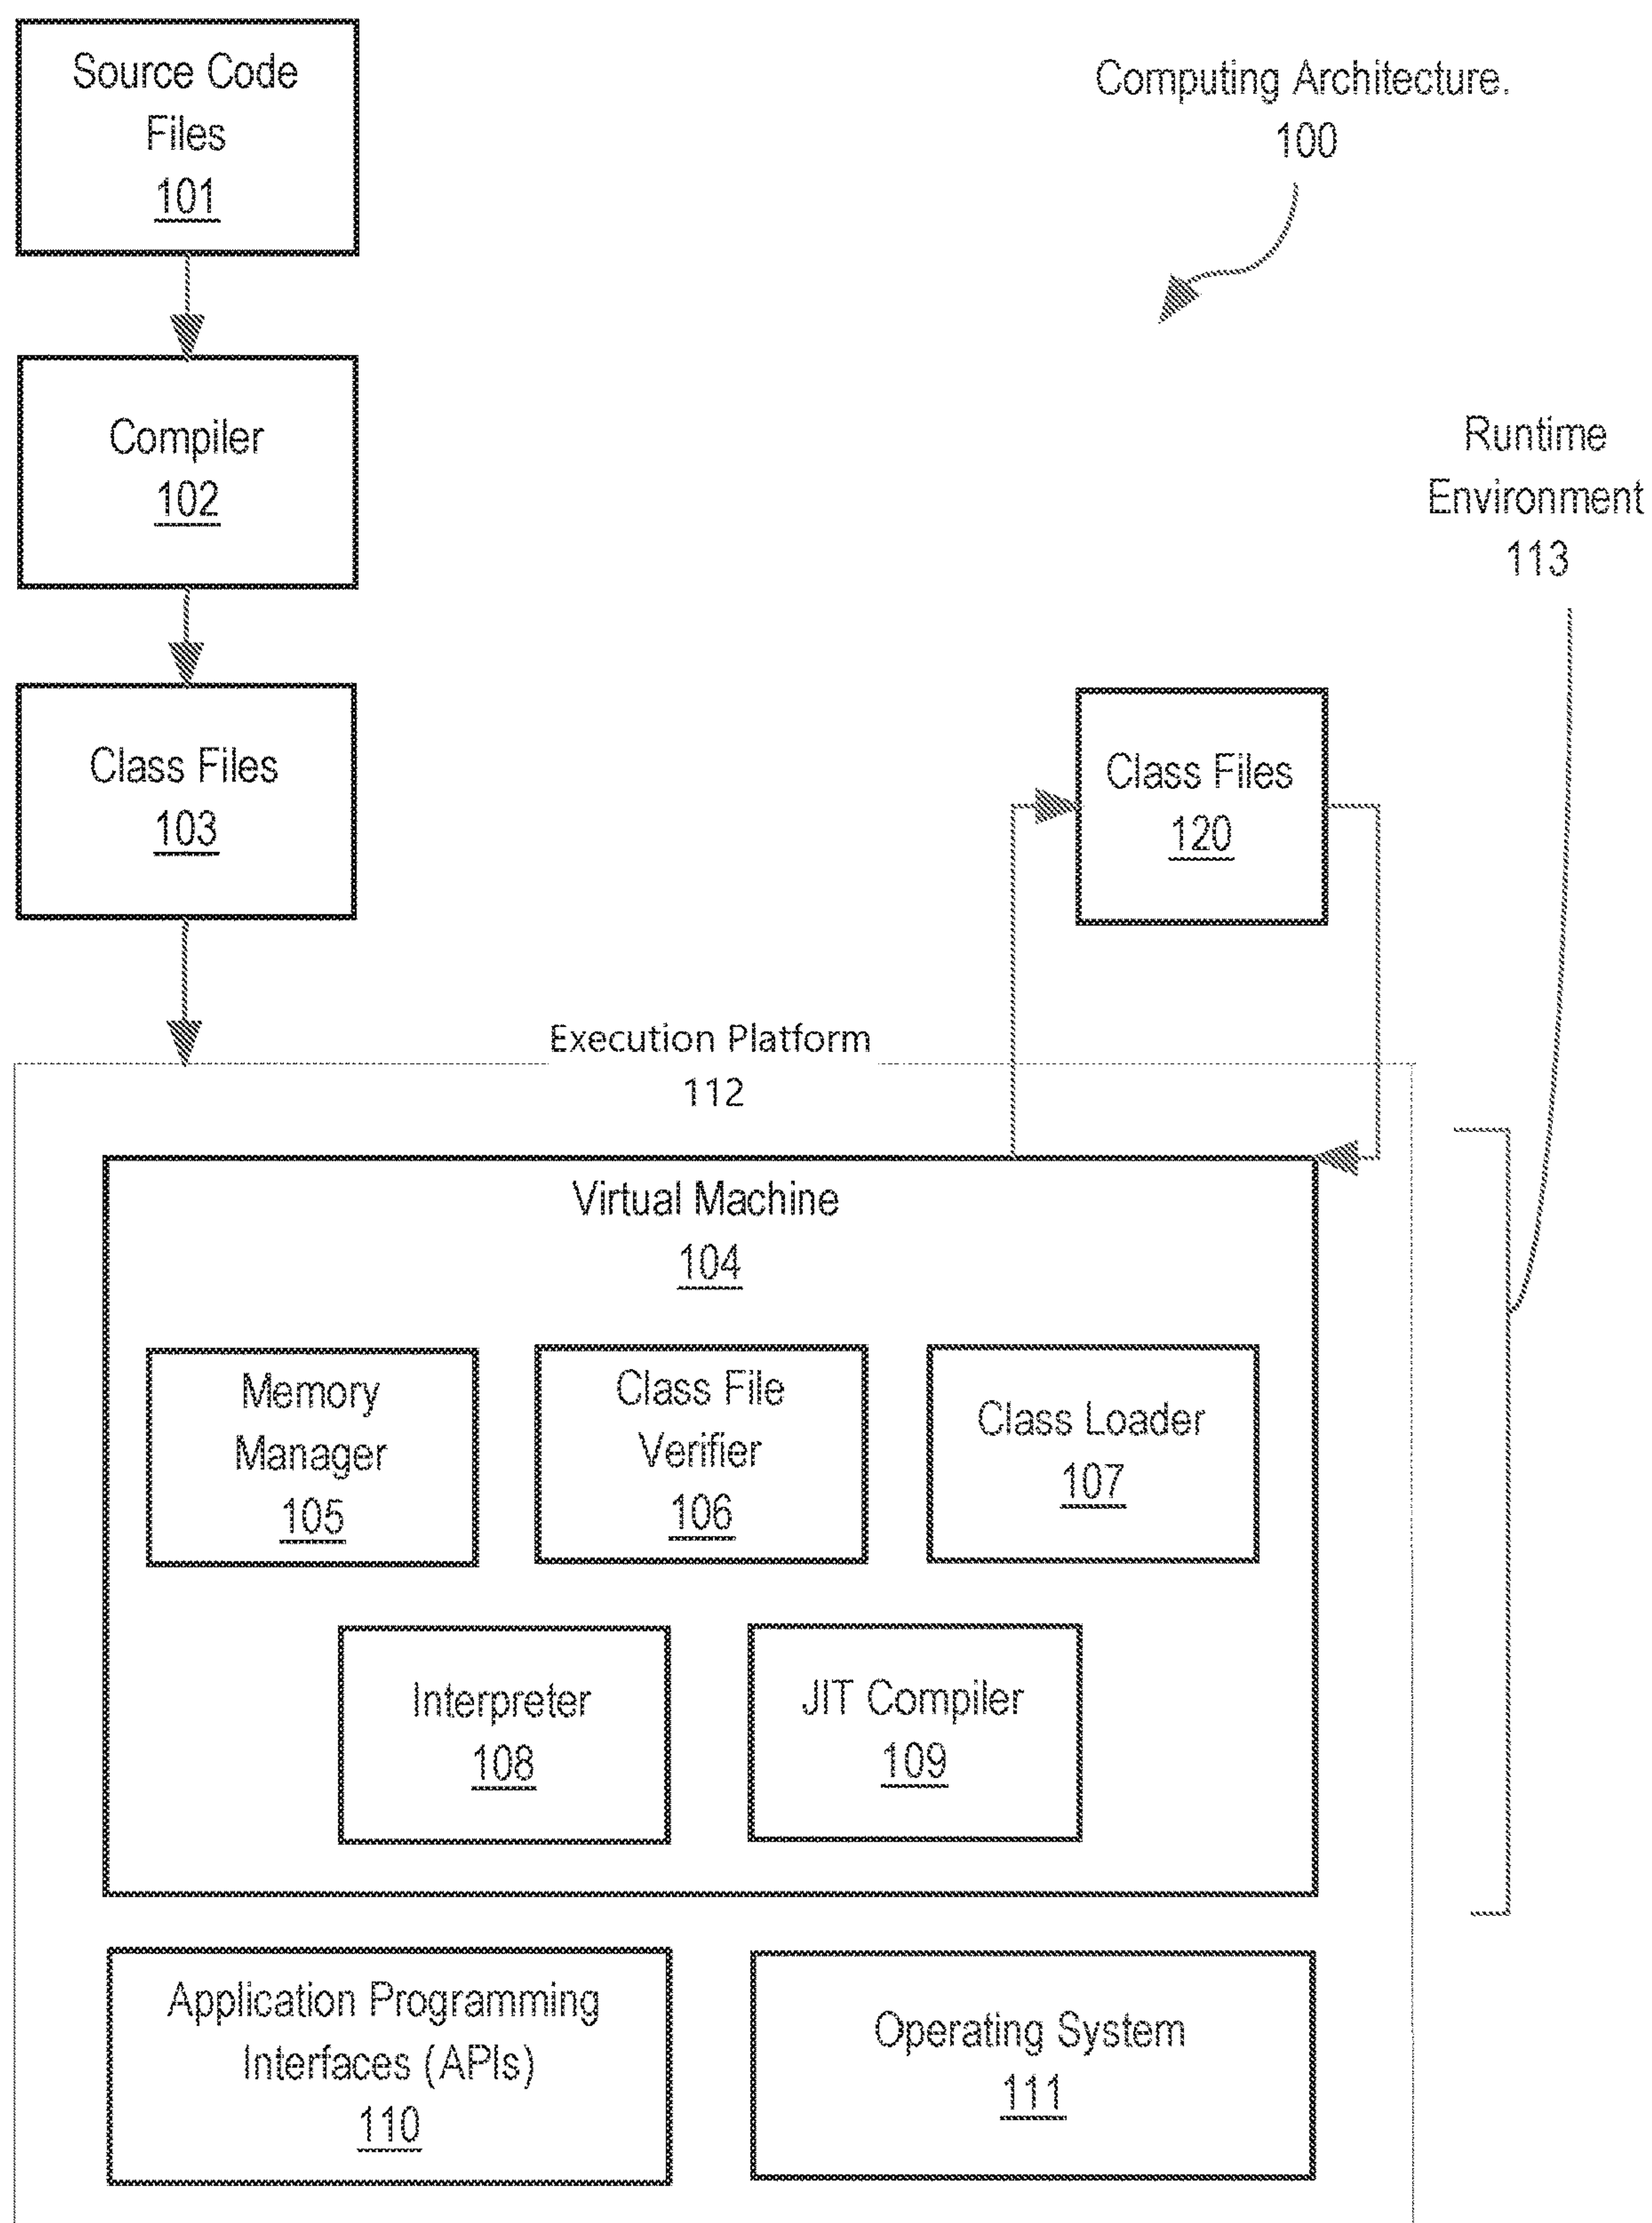 Source Code
Files
101
Computing Architecture.
100
Compiler
102
Runtime
Environment
113
Class Files
103
Class Files
120
Execution Platform
112
Virtual Machine
104
Memory
Manager
105
Class File
Verifier
106
Class Loader
107
Interpreter
108
JIT Compiler
109
Application Programming
Interfaces (APIs)
110
Operating System
111